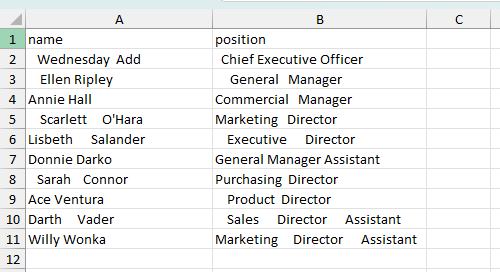 A B C
1 name position
2 Wednesday Add Chief Executive Officer
3 Ellen Ripley General Manager
4 Annie Hall Commercial Manager
5 Scarlett O'Hara Marketing Director
6 Lisbeth Salander Executive Director
7 Donnie Darko General Manager Assistant
8 Sarah Connor Purchasing Director
9 Ace Ventura Product Director
10 Darth Vader Sales Director Assistant
11 Willy Wonka Marketing Director Assistant
12